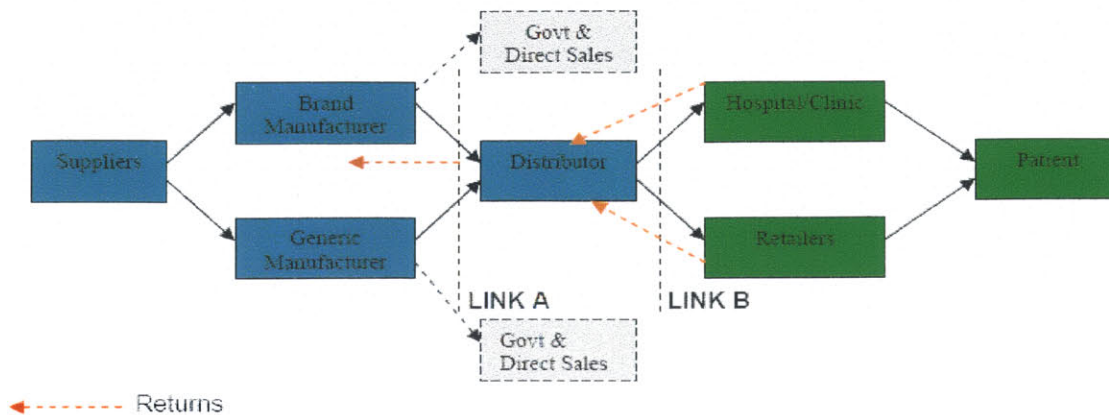 Govt &
Direct Sales
Brand
Manufacturer
Hospital/Clinic
Suppliers
Distributor
Patient
Generic
Manufacturer
Retailers
LINK A
LINK B
Govt &
Direct Sales
Returns